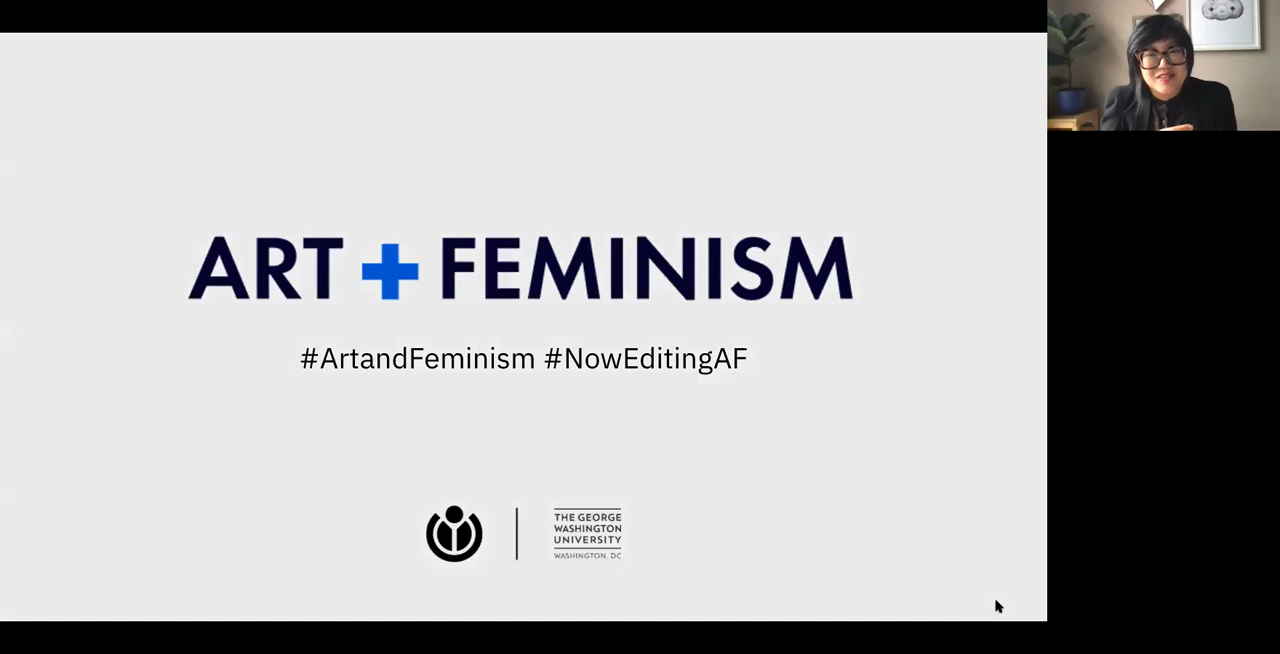 ART + FEMINISM
#ArtandFeminism #NowEditingAF
THE GEORGE
WASHINGTON
UNIVERSITY
WASHINGTON, DC